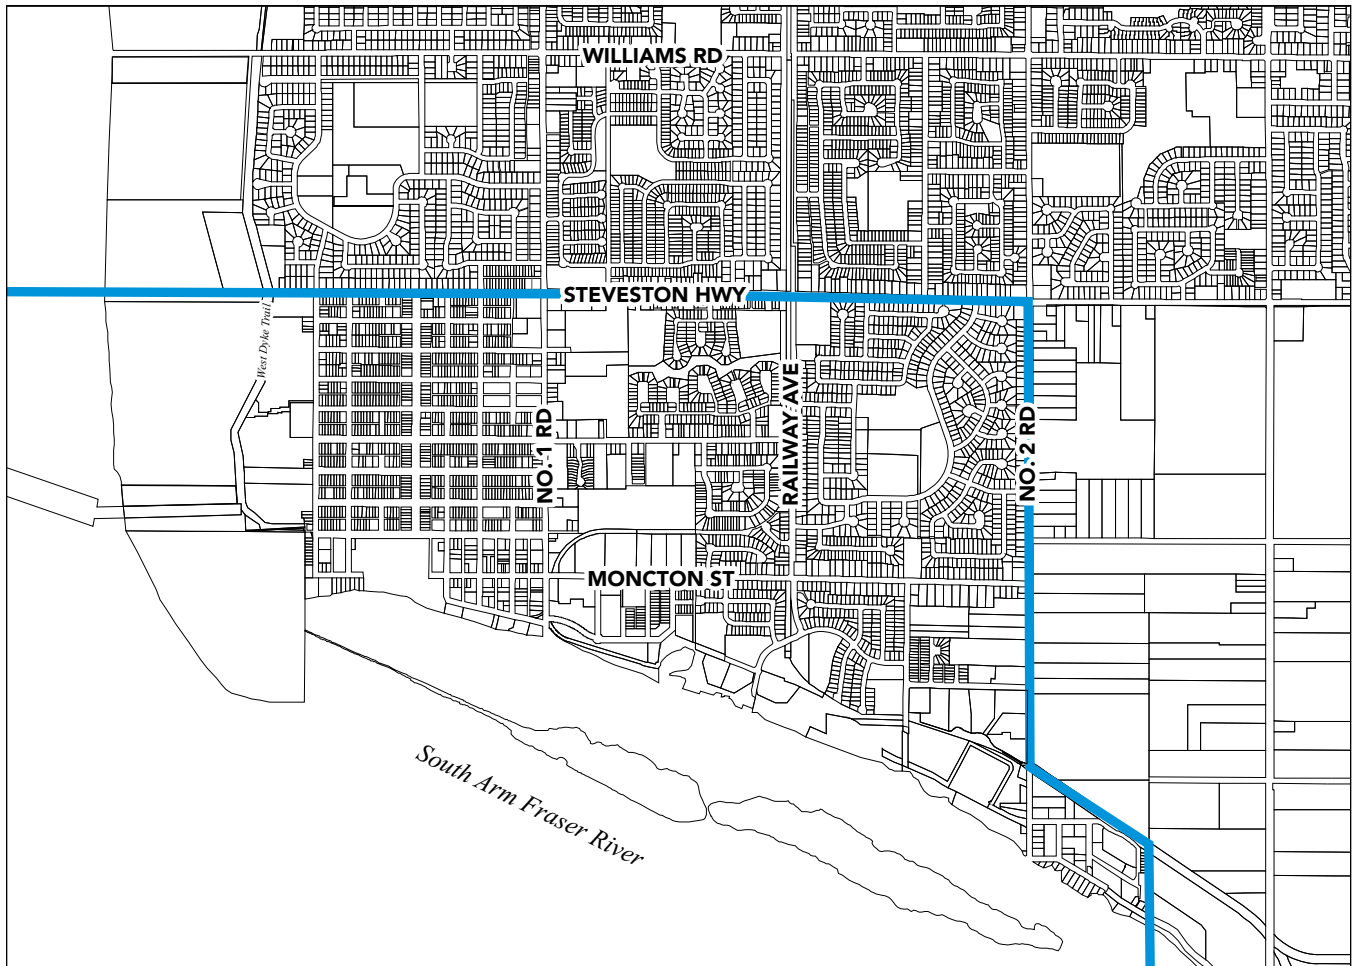 WILLIAMS RD
STEVESTON HWY
West Dyke Trail
NO. 1 RD
RAILWAY AVE
NO. 2 RD
MONCTON ST
South Arm Fraser River